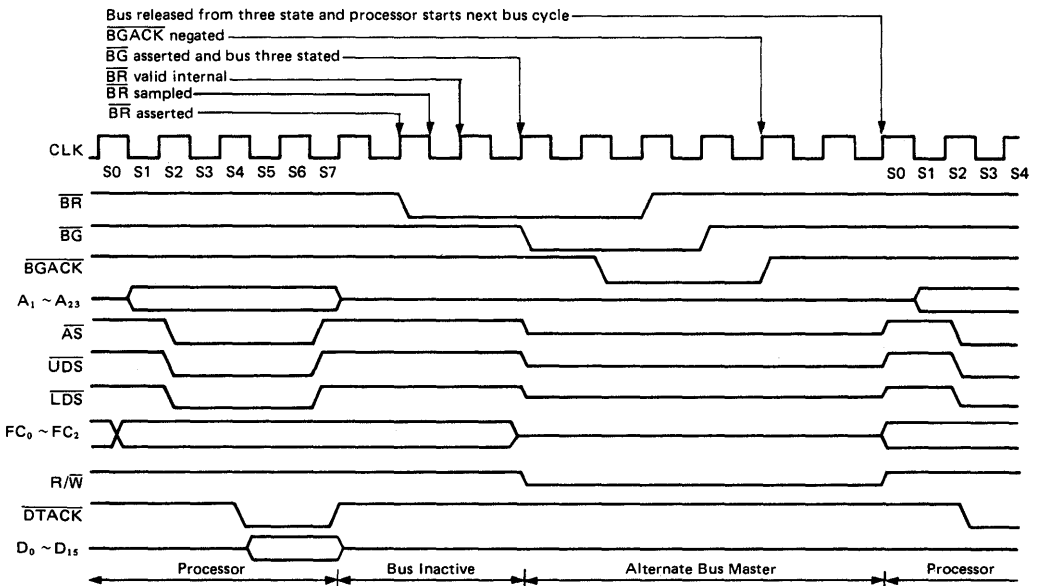 Bus released from three state and processor starts next bus cycle
BGACK negated
BG asserted and bus three stated
BR valid internal
BR sampled
BR asserted
CLK
S0 S1 S2 S3 S4 S5 S6 S7 S0 S1 S2 S3 S4
BR
BG
BGACK
A₁ ~ A₂₃
AS
UDS
LDS
FC₀ ~ FC₂
R/W
DTACK
D₀ ~ D₁₅
Processor Bus Inactive Alternate Bus Master Processor